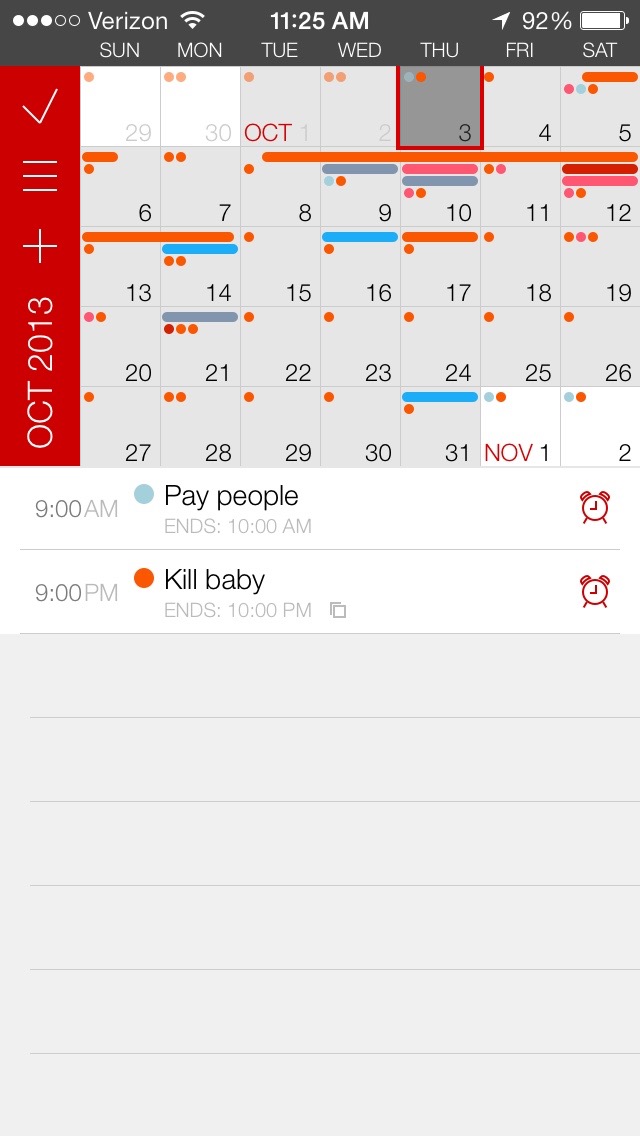 Verizon 11:25 AM 92%
SUN MON TUE WED THU FRI SAT
29 30 OCT 1 2 3 4 5
6 7 8 9 10 11 12
13 14 15 16 17 18 19
20 21 22 23 24 25 26
27 28 29 30 31 NOV 1 2
OCT 2013
9:00AM Pay people
ENDS: 10:00 AM
9:00PM Kill baby
ENDS: 10:00 PM